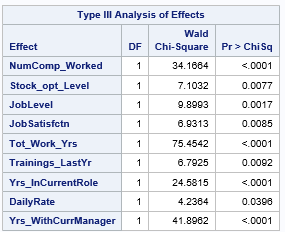 Type III Analysis of Effects
Effect DF Wald Chi-Square Pr > ChiSq
NumComp_Worked 1 34.1664 <.0001
Stock_opt_Level 1 7.1032 0.0077
JobLevel 1 9.8993 0.0017
JobSatisfctn 1 6.9313 0.0085
Tot_Work_Yrs 1 75.4542 <.0001
Trainings_LastYr 1 6.7925 0.0092
Yrs_InCurrentRole 1 24.5815 <.0001
DailyRate 1 4.2364 0.0396
Yrs_WithCurrManager 1 41.8962 <.0001